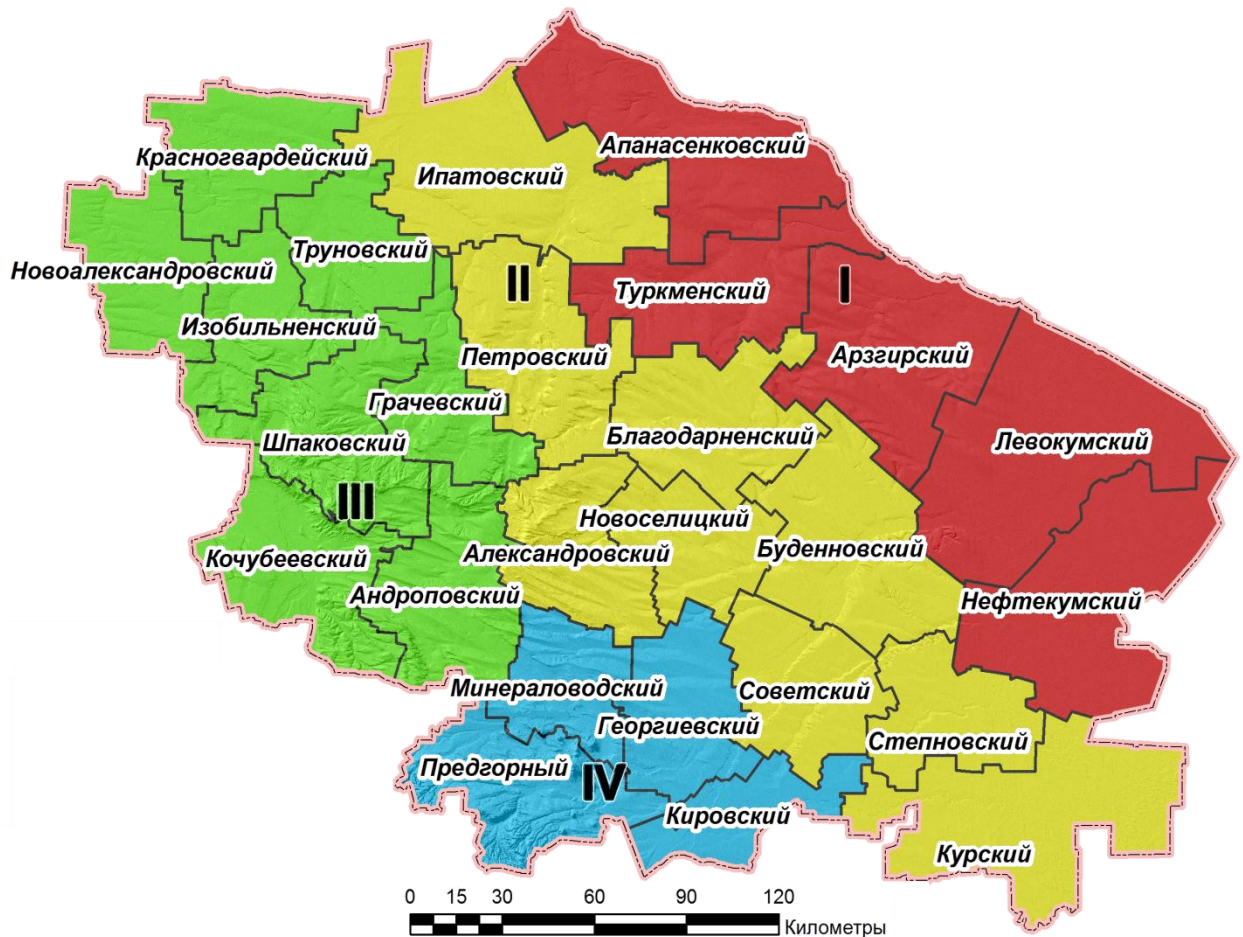 Апанасенковский
Красногвардейский
Ипатовский
Труновский
Новоалександровский
II
I
Туркменский
Изобильненский
Петровский
Арзгирский
Грачевский
Благодарненский
Левокумский
Шпаковский
III
Новоселицкий
Буденновский
Александровский
Кочубеевский
Андроповский
Нефтекумский
Минераловодский
Советский
Георгиевский
Степновский
Предгорный
IV
Кировский
Курский
0 15 30 60 90 120
Километры